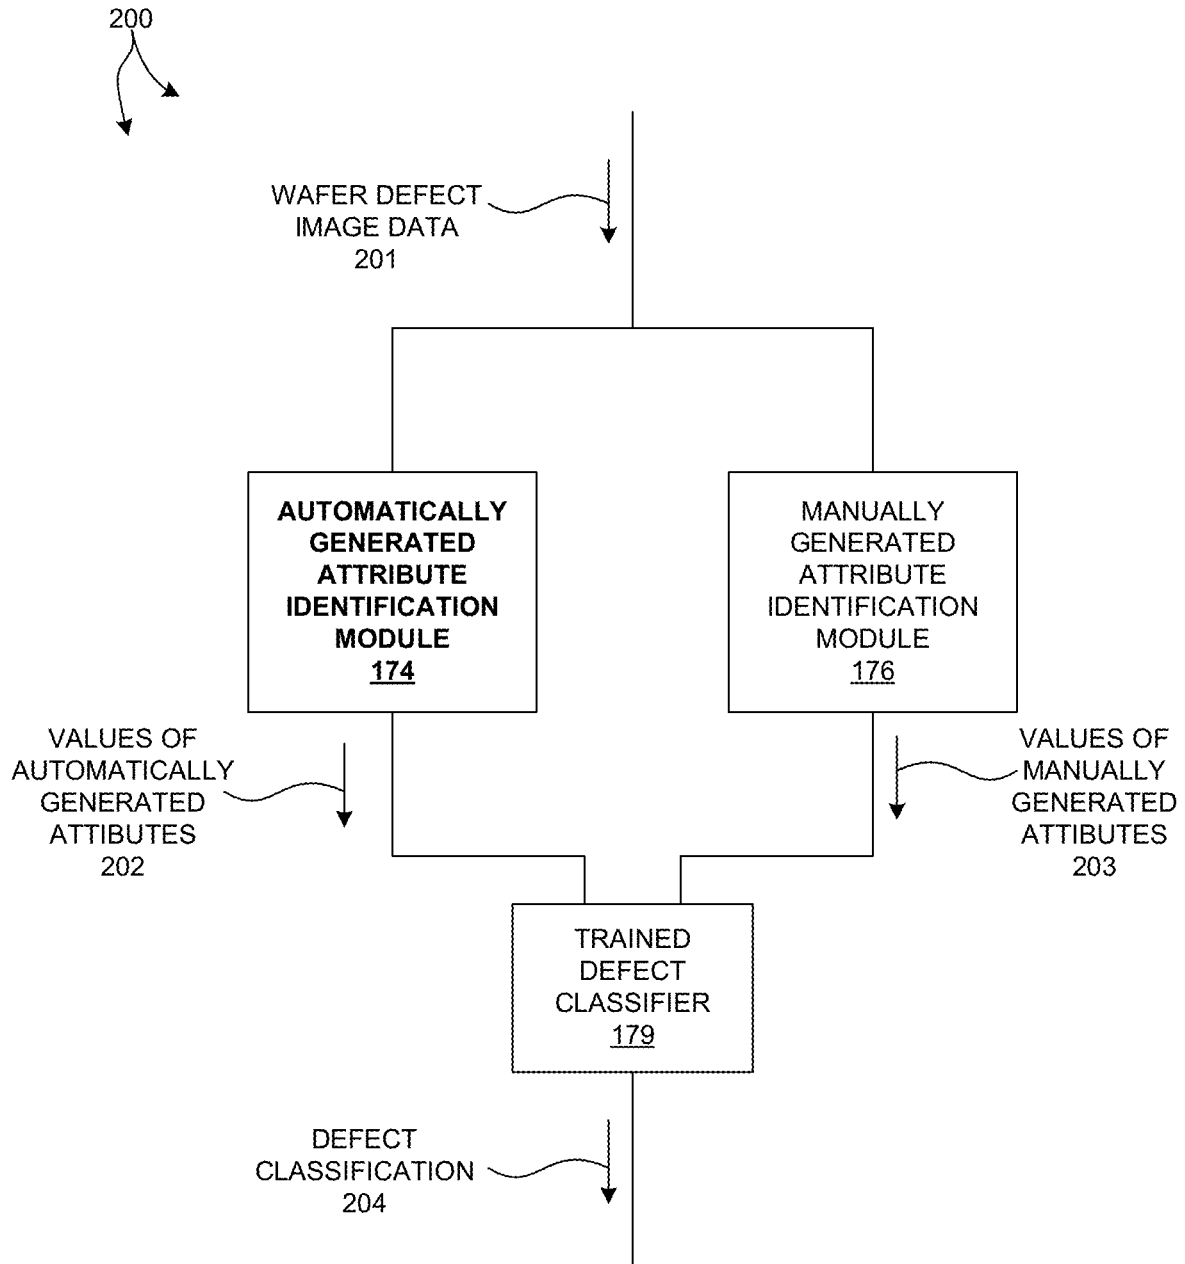 200
WAFER DEFECT
IMAGE DATA
201
AUTOMATICALLY
GENERATED
ATTRIBUTE
IDENTIFICATION
MODULE
174
MANUALLY
GENERATED
ATTRIBUTE
IDENTIFICATION
MODULE
176
VALUES OF
AUTOMATICALLY
GENERATED
ATTIBUTES
202
VALUES OF
MANUALLY
GENERATED
ATTIBUTES
203
TRAINED
DEFECT
CLASSIFIER
179
DEFECT
CLASSIFICATION
204